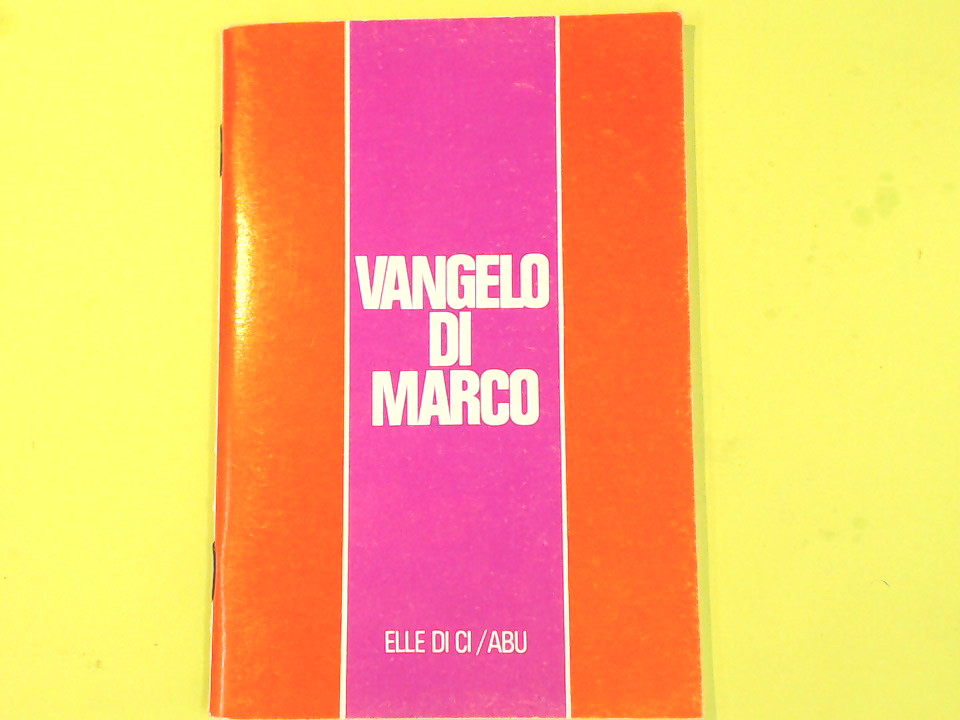 VANGELO
DI
MARCO
ELLE DI CI / ABU